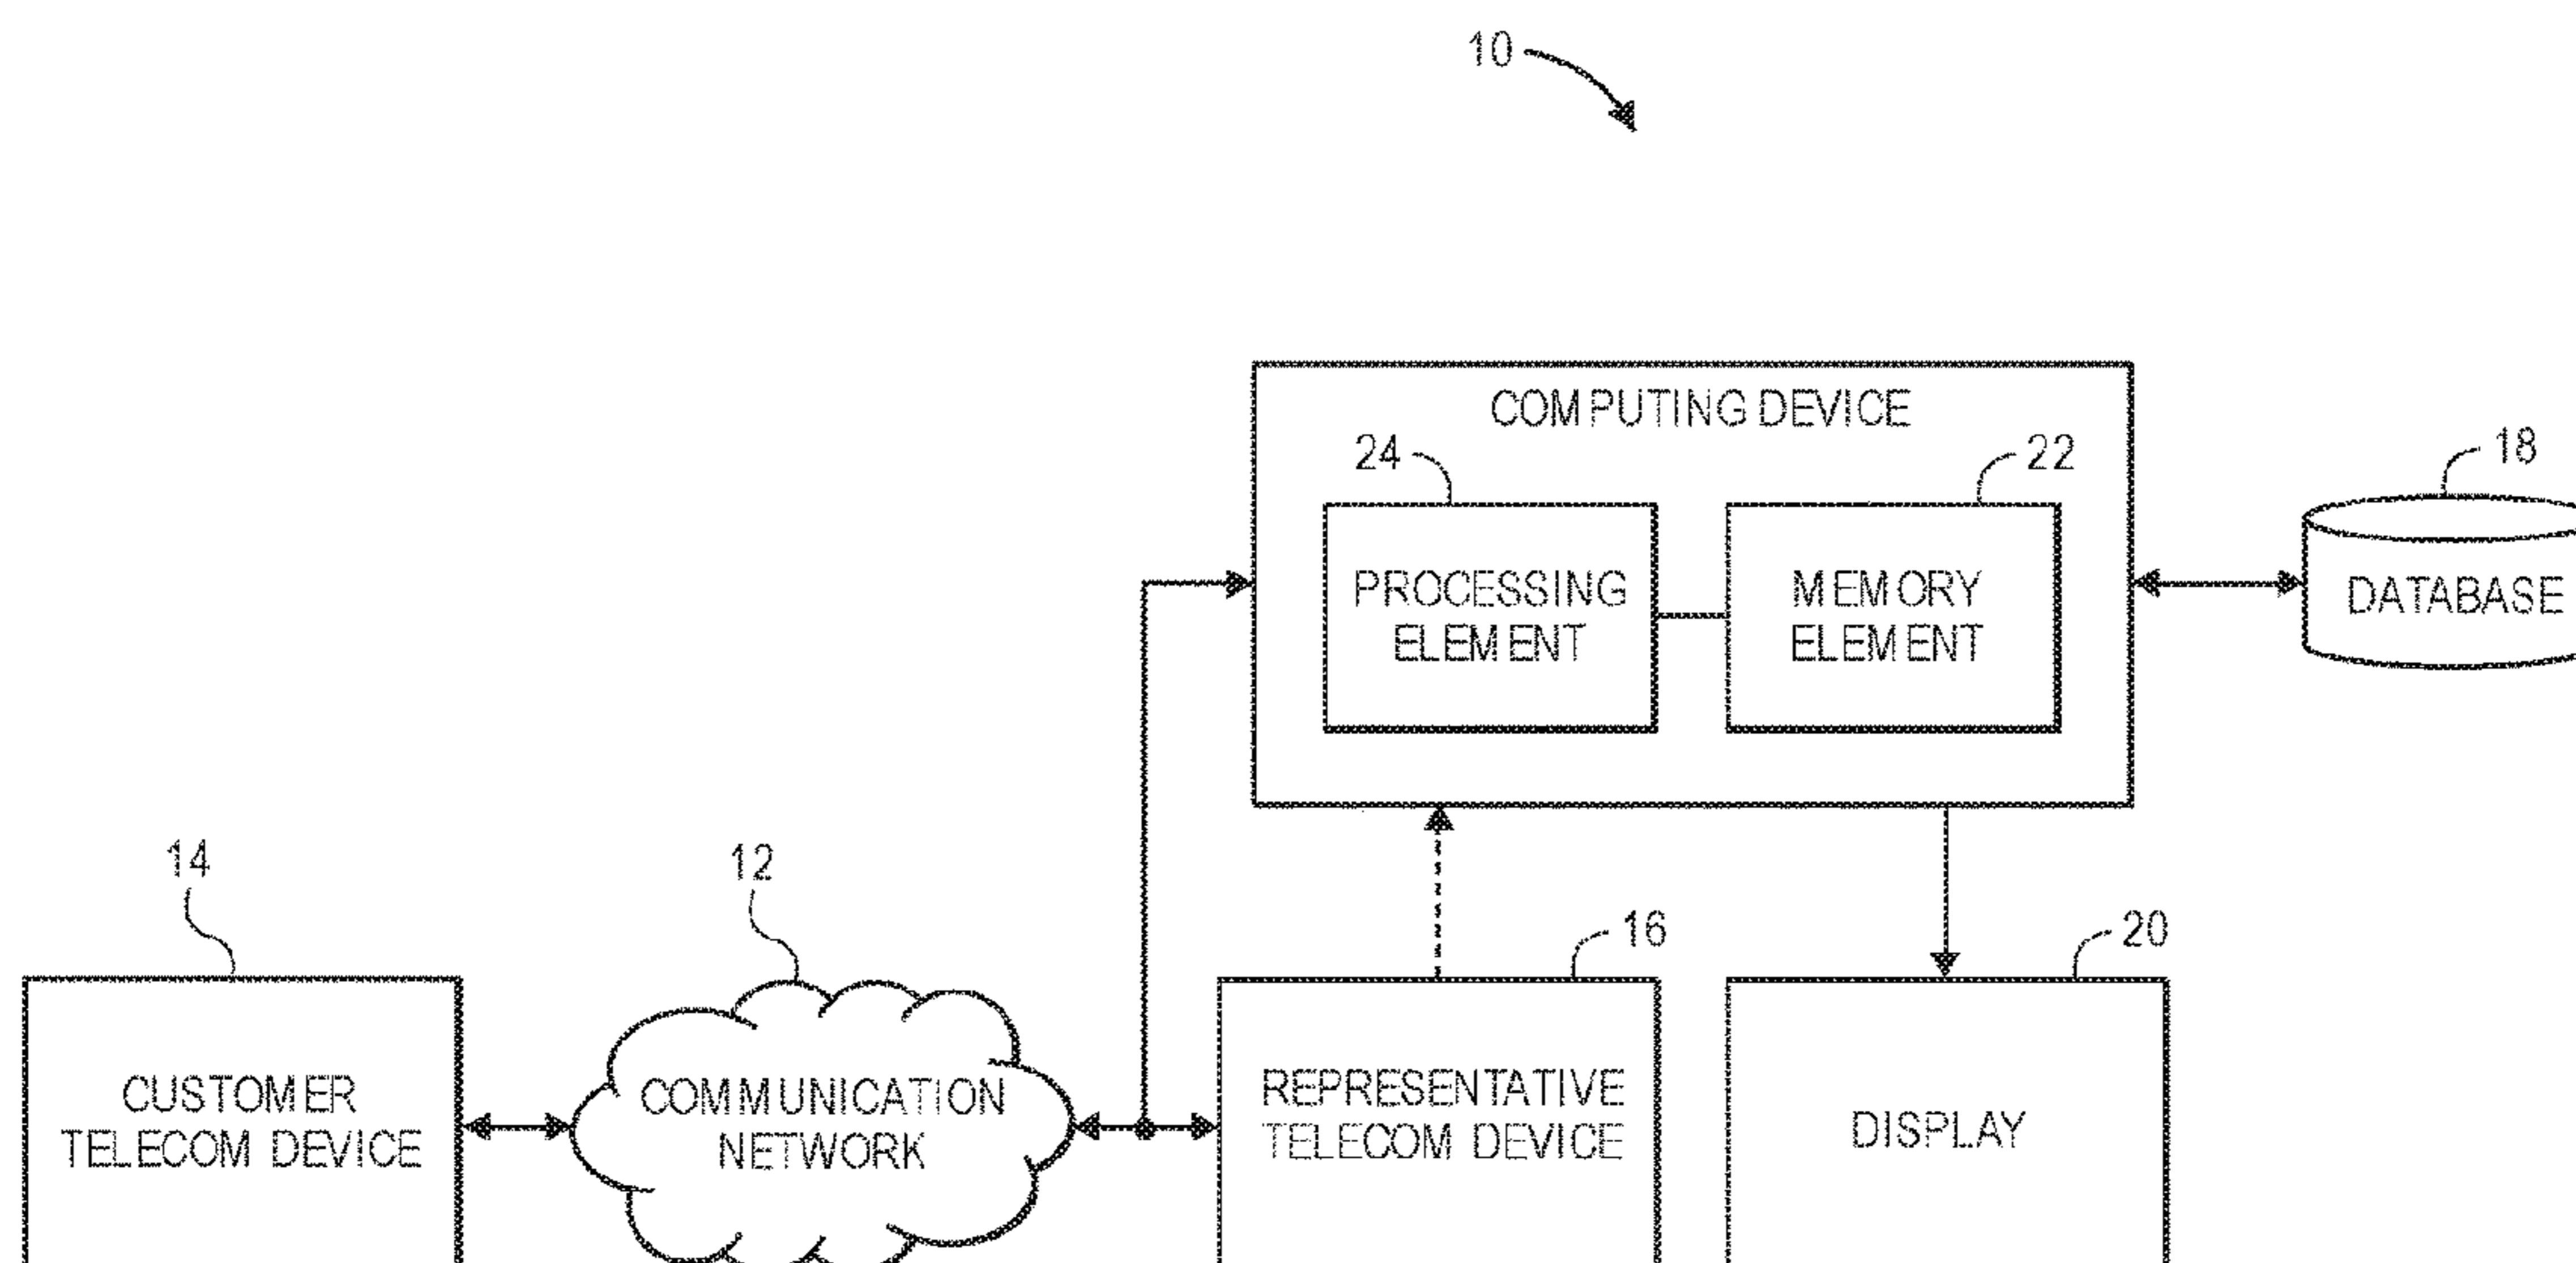 10
COMPUTING DEVICE
24
22
18
PROCESSING
ELEMENT
MEMORY
ELEMENT
DATABASE
14
12
16
20
CUSTOMER
TELECOM DEVICE
COMMUNICATION
NETWORK
REPRESENTATIVE
TELECOM DEVICE
DISPLAY